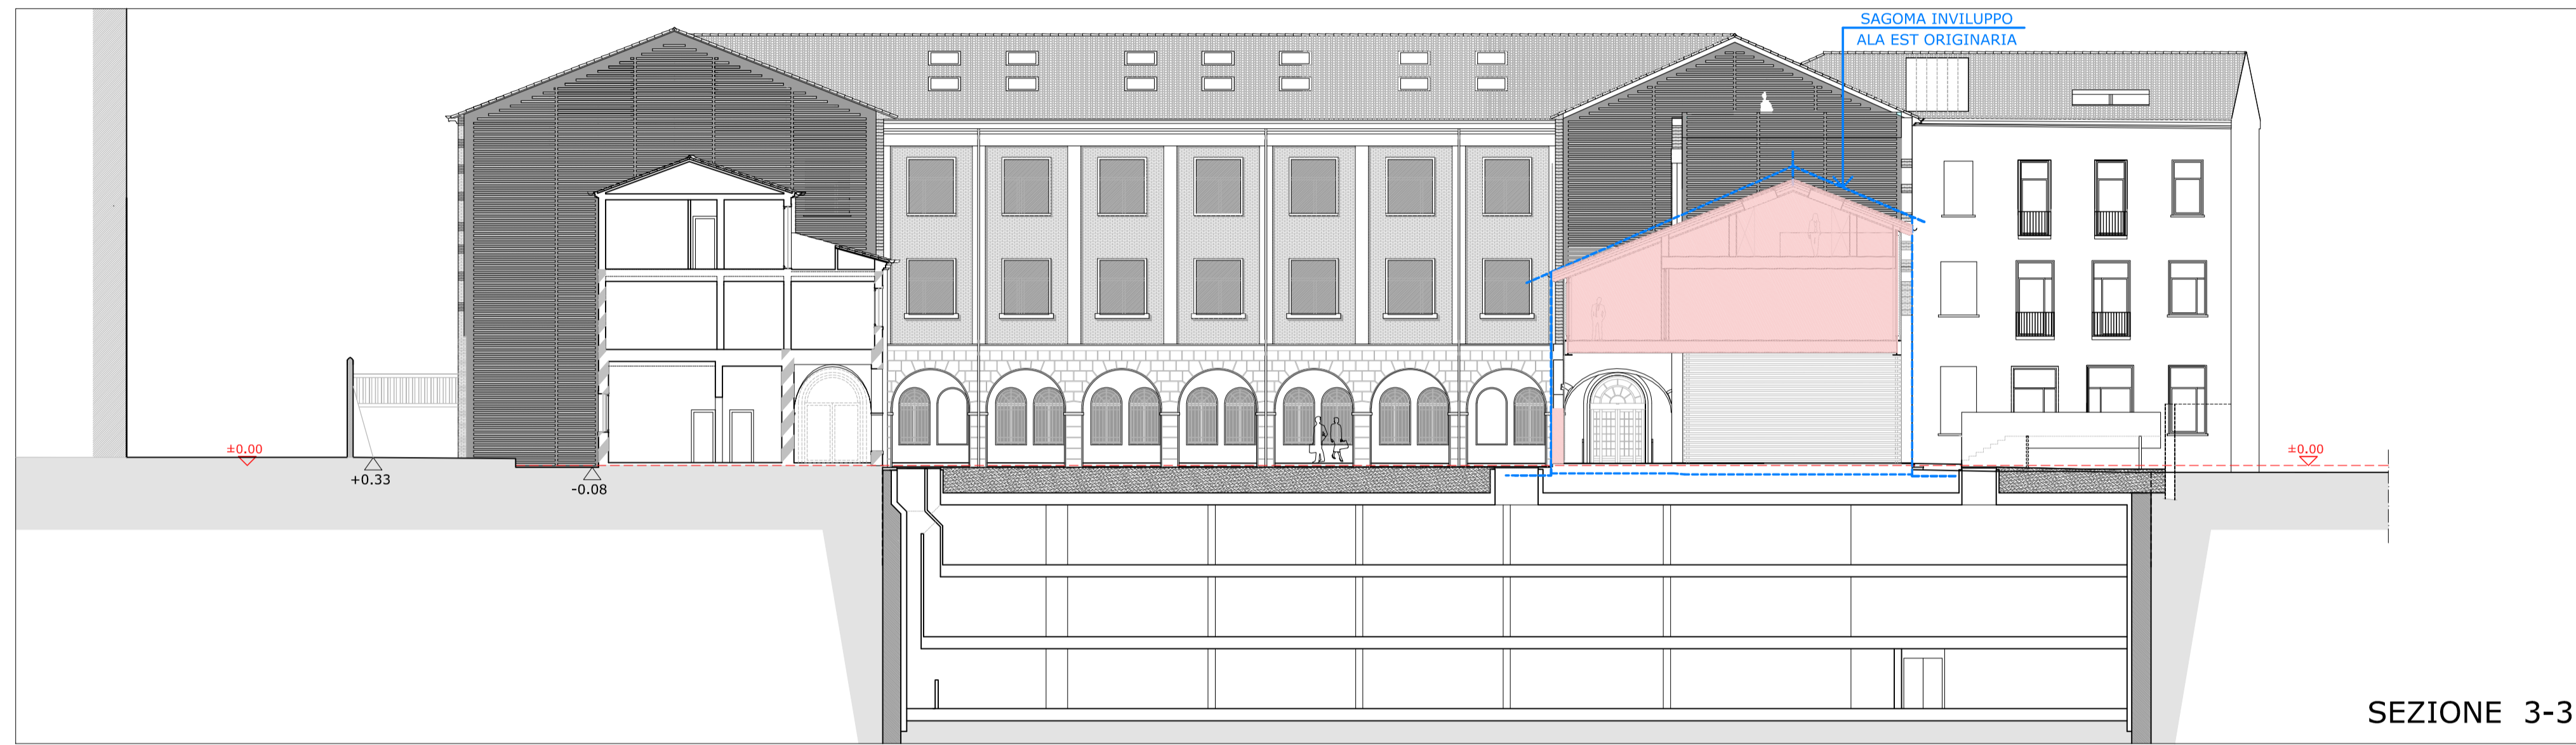 SAGOMA INVILUPPO
ALA EST ORIGINARIA
±0.00
±0.00
+0.33
-0.08
SEZIONE 3-3